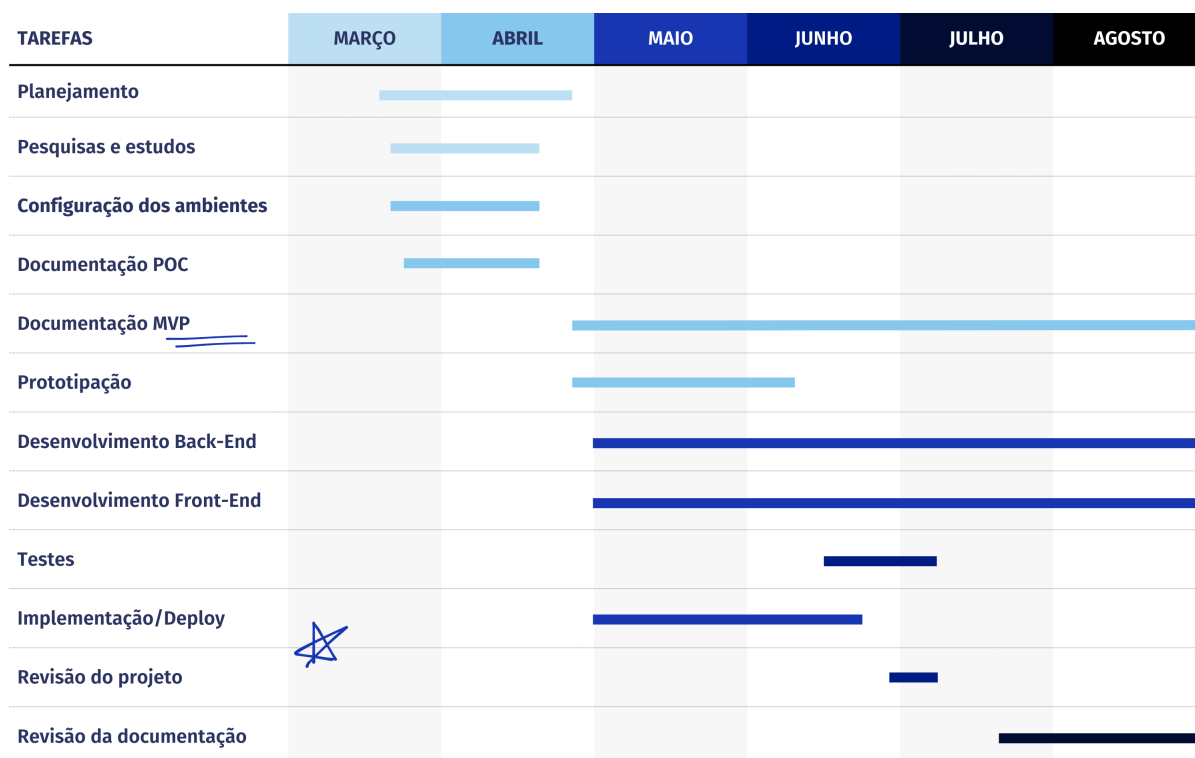 TAREFAS MARÇO ABRIL MAIO JUNHO JULHO AGOSTO
Planejamento
Pesquisas e estudos
Configuração dos ambientes
Documentação POC
Documentação MVP
Prototipação
Desenvolvimento Back-End
Desenvolvimento Front-End
Testes
Implementação/Deploy
Revisão do projeto
Revisão da documentação